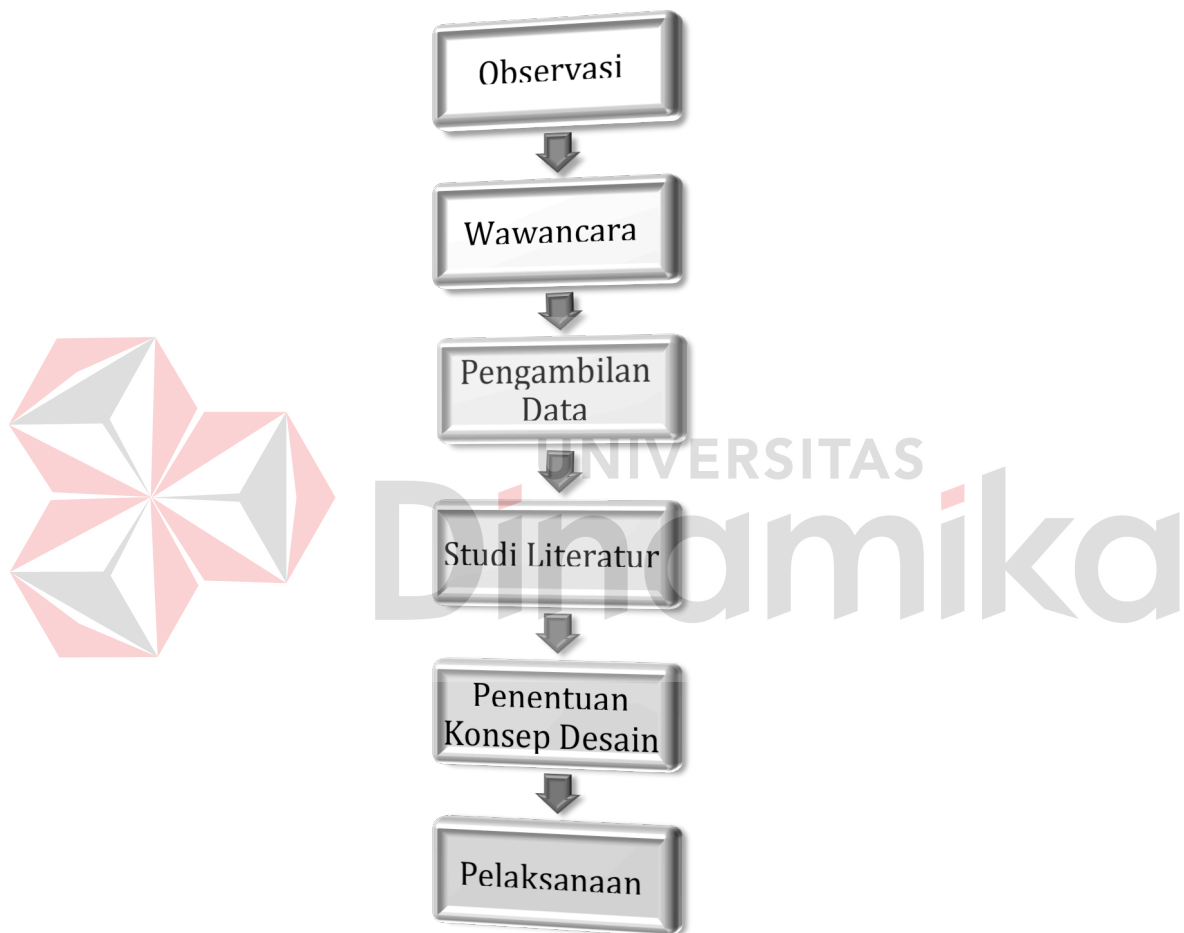 Observasi
Wawancara
Pengambilan
Data
UNIVERSITAS
Dinamika
Studi Literatur
Penentuan
Konsep Desain
Pelaksanaan